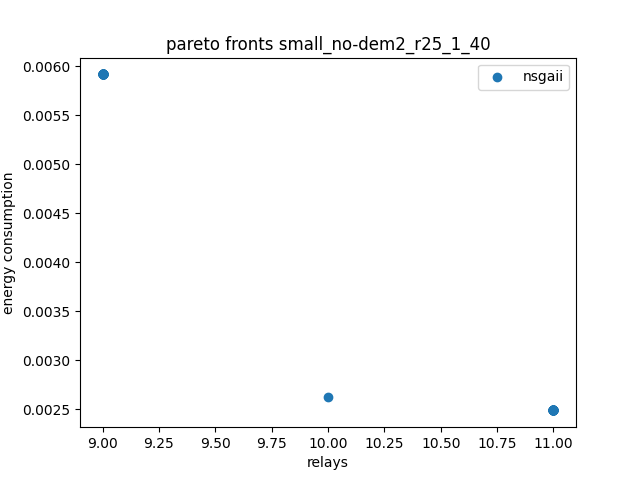 pareto fronts small_no-dem2_r25_1_40
nsgaii
0.0060
0.0055
0.0050
0.0045
0.0040
0.0035
0.0030
0.0025
energy consumption
9.00 9.25 9.50 9.75 10.00 10.25 10.50 10.75 11.00
relays